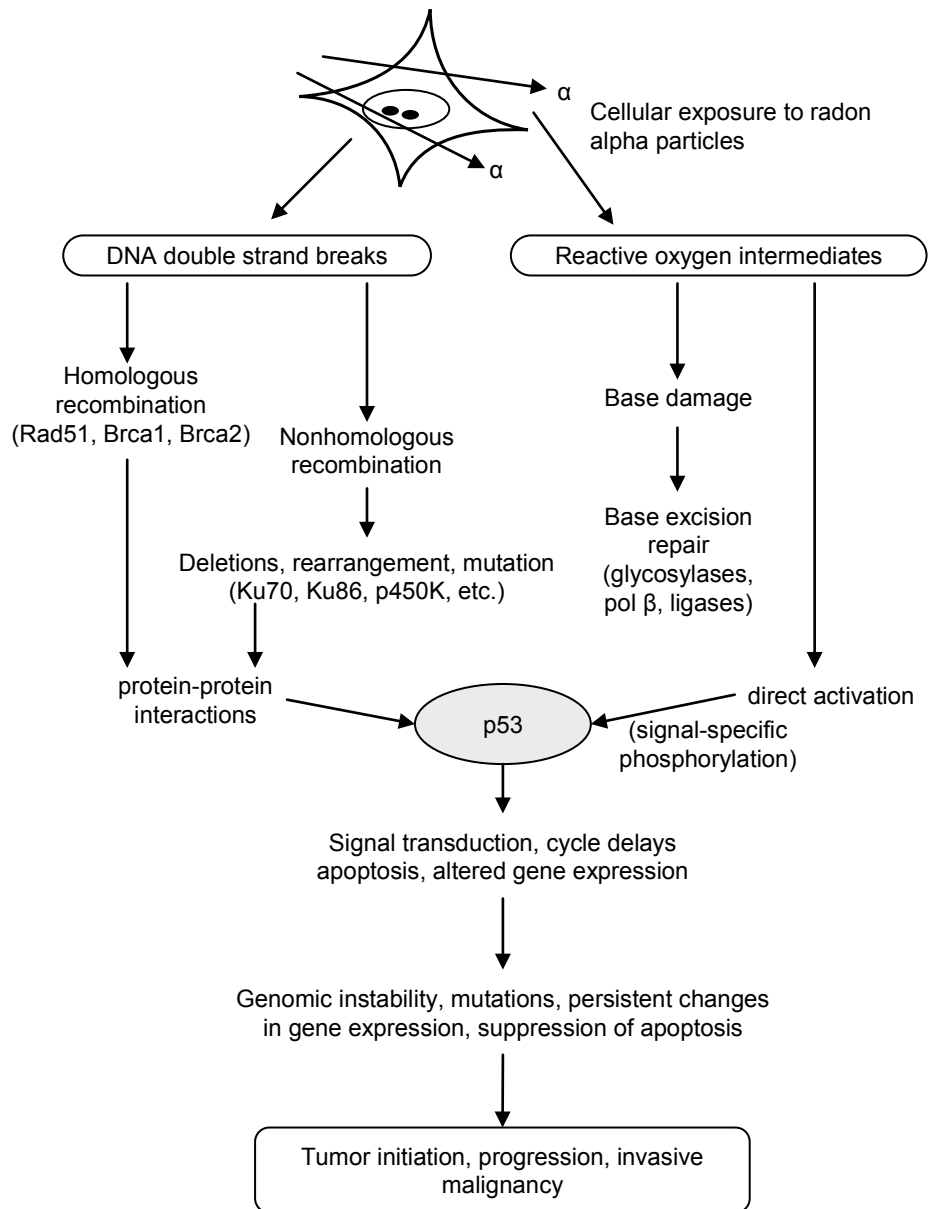 α
Cellular exposure to radon
alpha particles
α
DNA double strand breaks
Reactive oxygen intermediates
Homologous
recombination
(Rad51, Brca1, Brca2)
Nonhomologous
recombination
Deletions, rearrangement, mutation
(Ku70, Ku86, p450K, etc.)
Base damage
Base excision
repair
(glycosylases,
pol β, ligases)
protein-protein
interactions
p53
direct activation
(signal-specific
phosphorylation)
Signal transduction, cycle delays
apoptosis, altered gene expression
Genomic instability, mutations, persistent changes
in gene expression, suppression of apoptosis
Tumor initiation, progression, invasive
malignancy